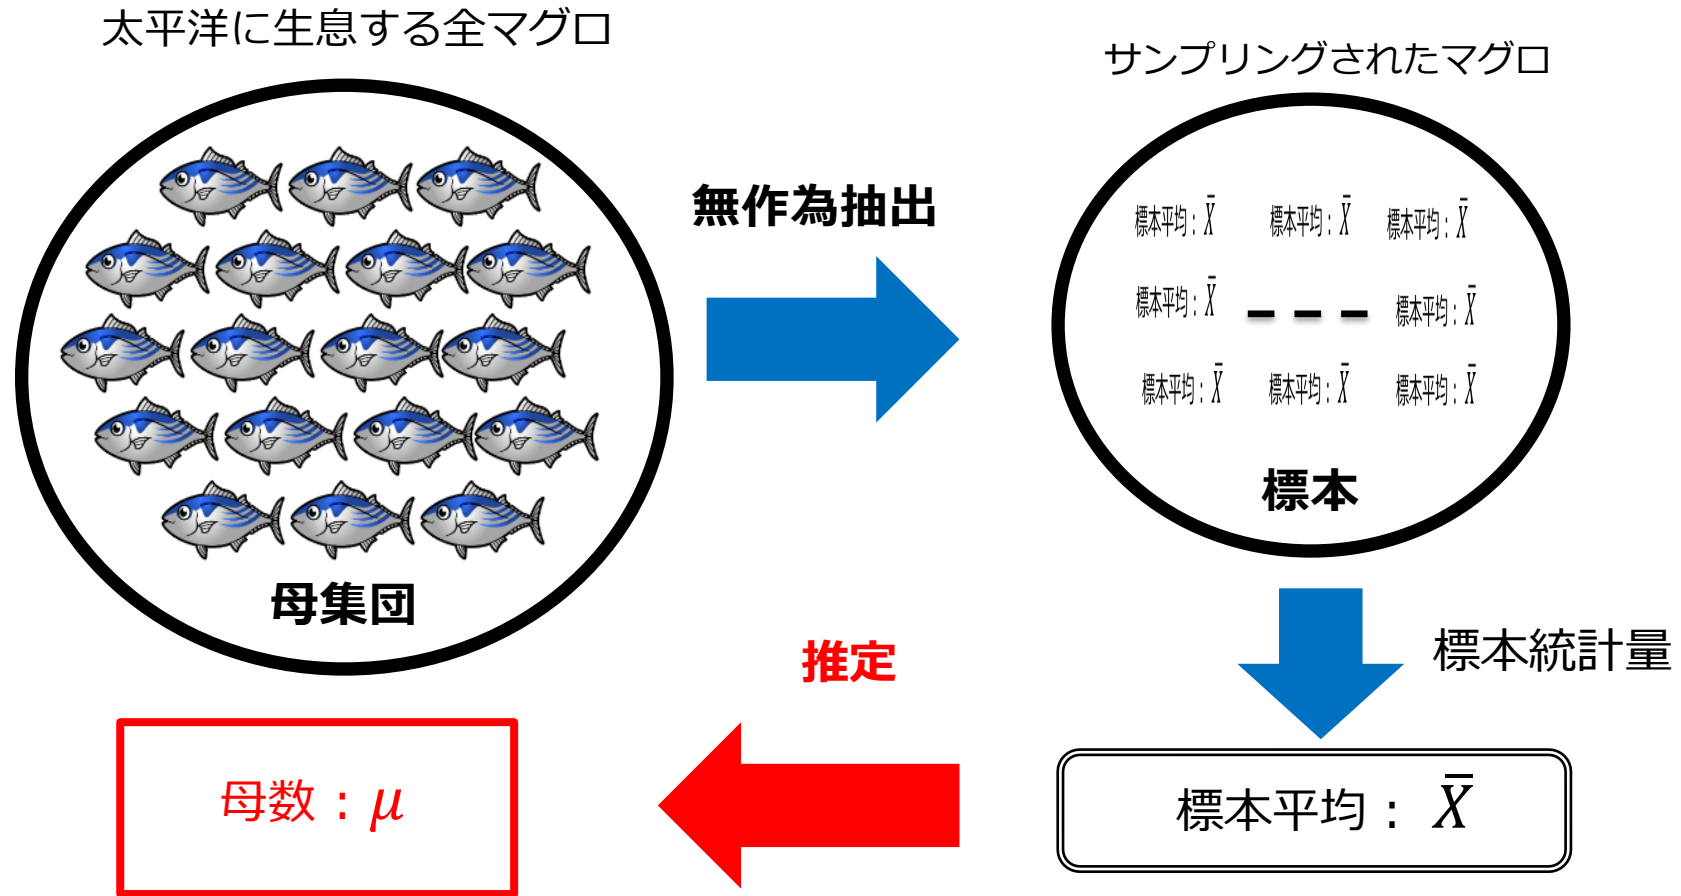 太平洋に生息する全マグロ
サンプリングされたマグロ
無作為抽出
標本平均：X̄
標本平均：X̄
標本平均：X̄
標本平均：X̄
標本平均：X̄
標本平均：X̄
標本平均：X̄
標本平均：X̄
標本
母集団
推定
標本統計量
母数：μ
標本平均： X̄